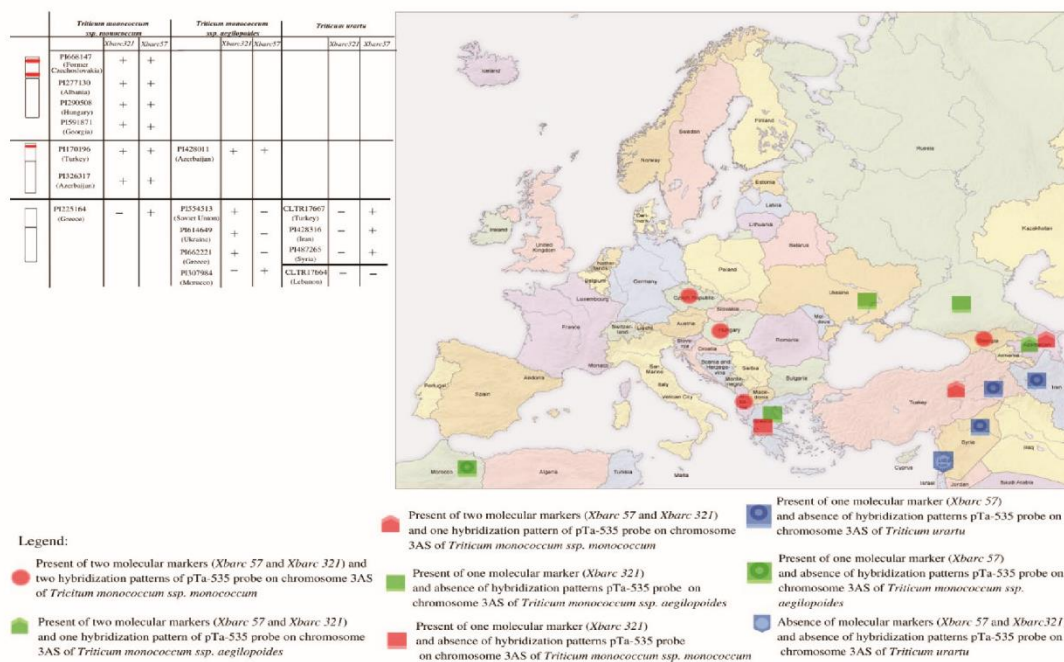 Triticum monococcum ssp. monococcum
Triticum monococcum ssp. aegilopoides
Triticum urartu
Xbarc321 Xbarc57 Xbarc321 Xbarc57 Xbarc321 Xbarc57
PI668147 + +
(Former Czechoslovakia)
PI277130 + +
(Albania)
PI290508 + +
(Hungary)
PI591871 + +
(Georgia)
PI170196 + + PI428011 + +
(Turkey) (Azerbaijan)
PI326317 + +
(Azerbaijan)
PI225164 − + PI554513 + − CLTR17667 − +
(Greece) (Soviet Union) (Turkey)
PI614649 + − PI428316 − +
(Ukraine) (Iran)
PI662221 + − PI487265 − +
(Greece) (Syria)
PI307984 − + CLTR17664 − −
(Morocco) (Lebanon)
Iceland
Finland
Sweden
Norway
Russia
Estonia
Latvia
Lithuania
Ireland
United Kingdom
Belarus
Kazakhstan
Poland
Belgium
Germany
Ukraine
Luxembourg
Czech Republic
Slovakia
France
Liecht.
Austria
Hungary
Romania
Croatia
Bosnia and Herzegovina
Serbia
San Marino
Monaco
Italy
Bulgaria
Georgia
Armenia
Azerbaijan
Portugal
Spain
Andorra
Vatican City
Turkey
Iran
Syria
Iraq
Cyprus
Morocco
Algeria
Tunisia
Malta
Israel
Jordan
Saudi Arabia
Legend:
Present of two molecular markers (Xbarc 57 and Xbarc 321) and
two hybridization patterns of pTa-535 probe on chromosome 3AS
of Tricitum monococcum ssp. monococcum
Present of two molecular markers (Xbarc 57 and Xbarc 321)
and one hybridization pattern of pTa-535 probe on chromosome
3AS of Triticum monococcum ssp. aegilopoides
Present of two molecular markers (Xbarc 57 and Xbarc 321)
and one hybridization pattern of pTa-535 probe on chromosome
3AS of Triticum monococcum ssp. monococcum
Present of one molecular marker (Xbarc 321)
and absence of hybridization patterns pTa-535 probe on
chromosome 3AS of Triticum monococcum ssp. aegilopoides
Present of one molecular marker (Xbarc 321)
and absence of hybridization patterns pTa-535 probe
on chromosome 3AS of Triticum monococcum ssp. monococcum
Present of one molecular marker (Xbarc 57)
and absence of hybridization patterns pTa-535 probe on
chromosome 3AS of
Triticum urartu
Present of one molecular marker (Xbarc 57)
and absence of hybridization patterns pTa-535 probe on
chromosome 3AS of Triticum monococcum ssp.
aegilopoides
Absence of molecular markers (Xbarc 57 and Xbarc321)
and absence of hybridization patterns pTa-535 probe on
chromosome 3AS of Triticum urartu